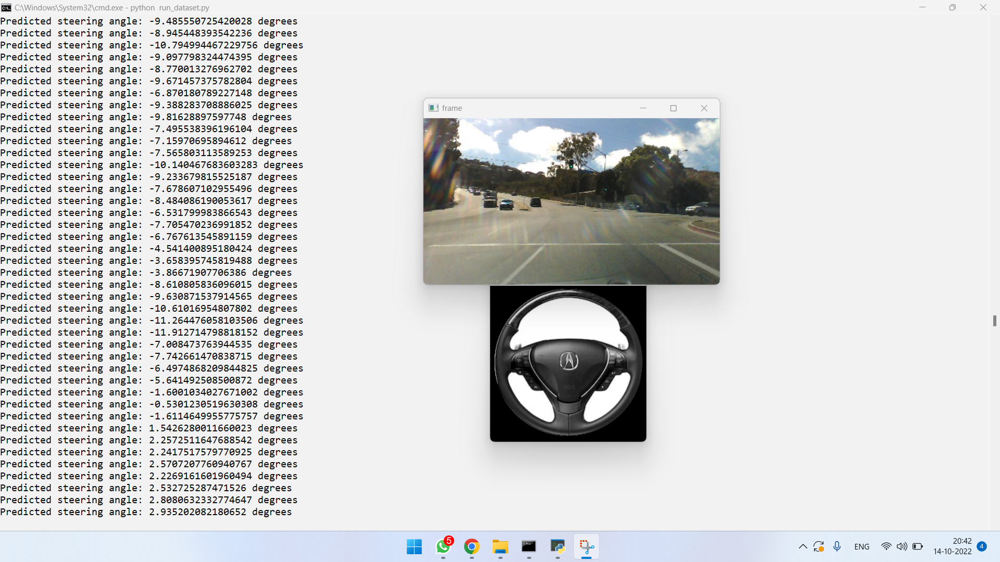 C:\Windows\System32\cmd.exe - python  run_dataset.py
Predicted steering angle: -9.485550725420028 degrees
Predicted steering angle: -8.945448393542236 degrees
Predicted steering angle: -10.794994467229756 degrees
Predicted steering angle: -9.097798324474395 degrees
Predicted steering angle: -8.770013276962702 degrees
Predicted steering angle: -9.671457375782804 degrees
Predicted steering angle: -6.870180789227148 degrees
Predicted steering angle: -9.388283708886025 degrees
Predicted steering angle: -9.81628897597748 degrees
Predicted steering angle: -7.495538396196104 degrees
Predicted steering angle: -7.15970695894612 degrees
Predicted steering angle: -7.565803113589253 degrees
Predicted steering angle: -10.140467683603283 degrees
Predicted steering angle: -9.233679815525187 degrees
Predicted steering angle: -7.678607102955496 degrees
Predicted steering angle: -8.484086190053617 degrees
Predicted steering angle: -6.531799983866543 degrees
Predicted steering angle: -7.705470236991852 degrees
Predicted steering angle: -6.767613545891159 degrees
Predicted steering angle: -4.541400895180424 degrees
Predicted steering angle: -3.658395745819488 degrees
Predicted steering angle: -3.86671907706386 degrees
Predicted steering angle: -8.610805836096015 degrees
Predicted steering angle: -9.630871537914565 degrees
Predicted steering angle: -10.61016954807802 degrees
Predicted steering angle: -11.264476058103506 degrees
Predicted steering angle: -11.912714798818152 degrees
Predicted steering angle: -7.008473763944535 degrees
Predicted steering angle: -7.742661470838715 degrees
Predicted steering angle: -6.4974868209844825 degrees
Predicted steering angle: -5.641492508500872 degrees
Predicted steering angle: -1.6001034027671002 degrees
Predicted steering angle: -0.5301230519630308 degrees
Predicted steering angle: -1.6114649955775757 degrees
Predicted steering angle: 1.5426280011660023 degrees
Predicted steering angle: 2.2572511647688542 degrees
Predicted steering angle: 2.2417517579770925 degrees
Predicted steering angle: 2.5707207760940767 degrees
Predicted steering angle: 2.2269161601960494 degrees
Predicted steering angle: 2.532725287471526 degrees
Predicted steering angle: 2.8080632332774647 degrees
Predicted steering angle: 2.935202082180652 degrees
frame
5
ENG
20:42
14-10-2022
4